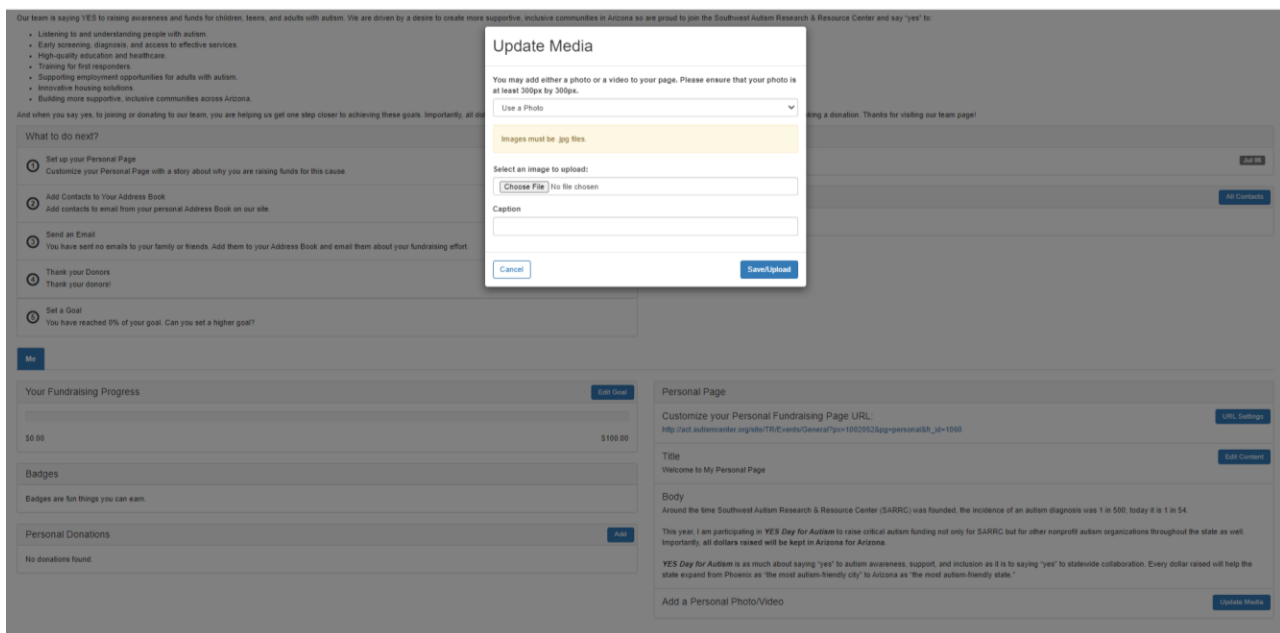 Our team is saying YES to raising awareness and funds for children, teens, and adults with autism. We are driven by a desire to create more supportive, inclusive communities in Arizona so are proud to join the Southwest Autism Research & Resource Center and say "yes" to:
Listening to and understanding people with autism.
Early screening, diagnosis, and access to effective services.
High-quality education and healthcare.
Training for first responders.
Supporting employment opportunities for adults with autism.
Innovative housing solutions.
Building more supportive, inclusive communities across Arizona.
And when you say yes, to joining or donating to our team, you are helping us get one step closer to achieving these goals. Importantly, all
king a donation. Thanks for visiting our team page!
Update Media
You may add either a photo or a video to your page. Please ensure that your photo is
at least 300px by 300px.
Use a Photo
Images must be .jpg files.
Select an image to upload:
Choose File No file chosen
Caption
Cancel
Save/Upload
What to do next?
1 Set up your Personal Page
Customize your Personal Page with a story about why you are raising funds for this cause.
2 Add Contacts to Your Address Book
Add contacts to email from your personal Address Book on our site.
3 Send an Email
You have sent no emails to your family or friends. Add them to your Address Book and email them about your fundraising effort.
4 Thank your Donors
Thank your donors!
5 Set a Goal
You have reached 0% of your goal. Can you set a higher goal?
All Contacts
Me
Your Fundraising Progress
Edit Goal
$0.00
$100.00
Badges
Badges are fun things you can earn.
Personal Donations
Add
No donations found.
Personal Page
Customize your Personal Fundraising Page URL:
URL Settings
http://act.autismcenter.org/site/TR/Events/General?px=1002052&pg=personal&fr_id=1060
Title
Edit Content
Welcome to My Personal Page
Body
Around the time Southwest Autism Research & Resource Center (SARRC) was founded, the incidence of an autism diagnosis was 1 in 500; today it is 1 in 54.
This year, I am participating in YES Day for Autism to raise critical autism funding not only for SARRC but for other nonprofit autism organizations throughout the state as well.
Importantly, all dollars raised will be kept in Arizona for Arizona.
YES Day for Autism is as much about saying "yes" to autism awareness, support, and inclusion as it is to saying "yes" to statewide collaboration. Every dollar raised will help the
state expand from Phoenix as "the most autism-friendly city" to Arizona as "the most autism-friendly state."
Add a Personal Photo/Video
Update Media